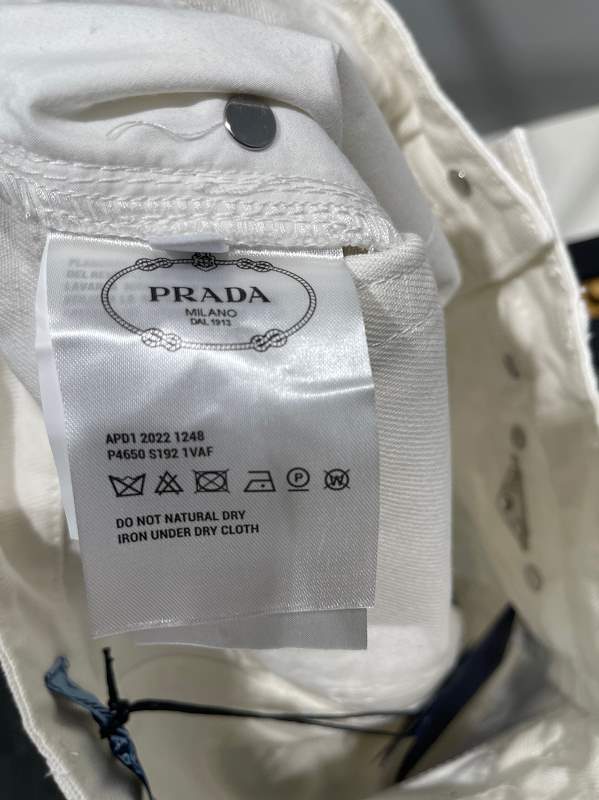 PRADA
MILANO
DAL 1913
APD1 2022 1248
P4650 S192 1VAF
P
W
DO NOT NATURAL DRY
IRON UNDER DRY CLOTH